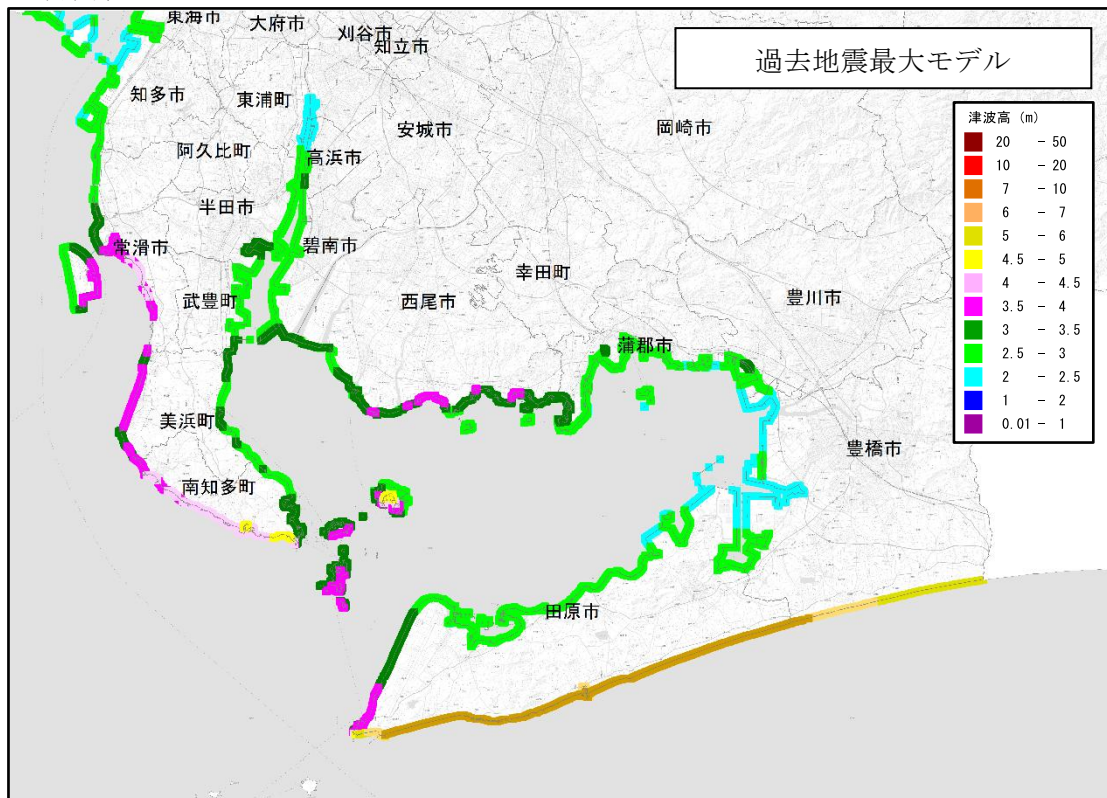 東海市
大府市
刈谷市
知立市
過去地震最大モデル
知多市
東浦町
安城市
岡崎市
阿久比町
高浜市
半田市
常滑市
碧南市
幸田町
武豊町
西尾市
豊川市
蒲郡市
美浜町
豊橋市
南知多町
田原市
津波高 (m)
20 - 50
10 - 20
7 - 10
6 - 7
5 - 6
4.5 - 5
4 - 4.5
3.5 - 4
3 - 3.5
2.5 - 3
2 - 2.5
1 - 2
0.01 - 1